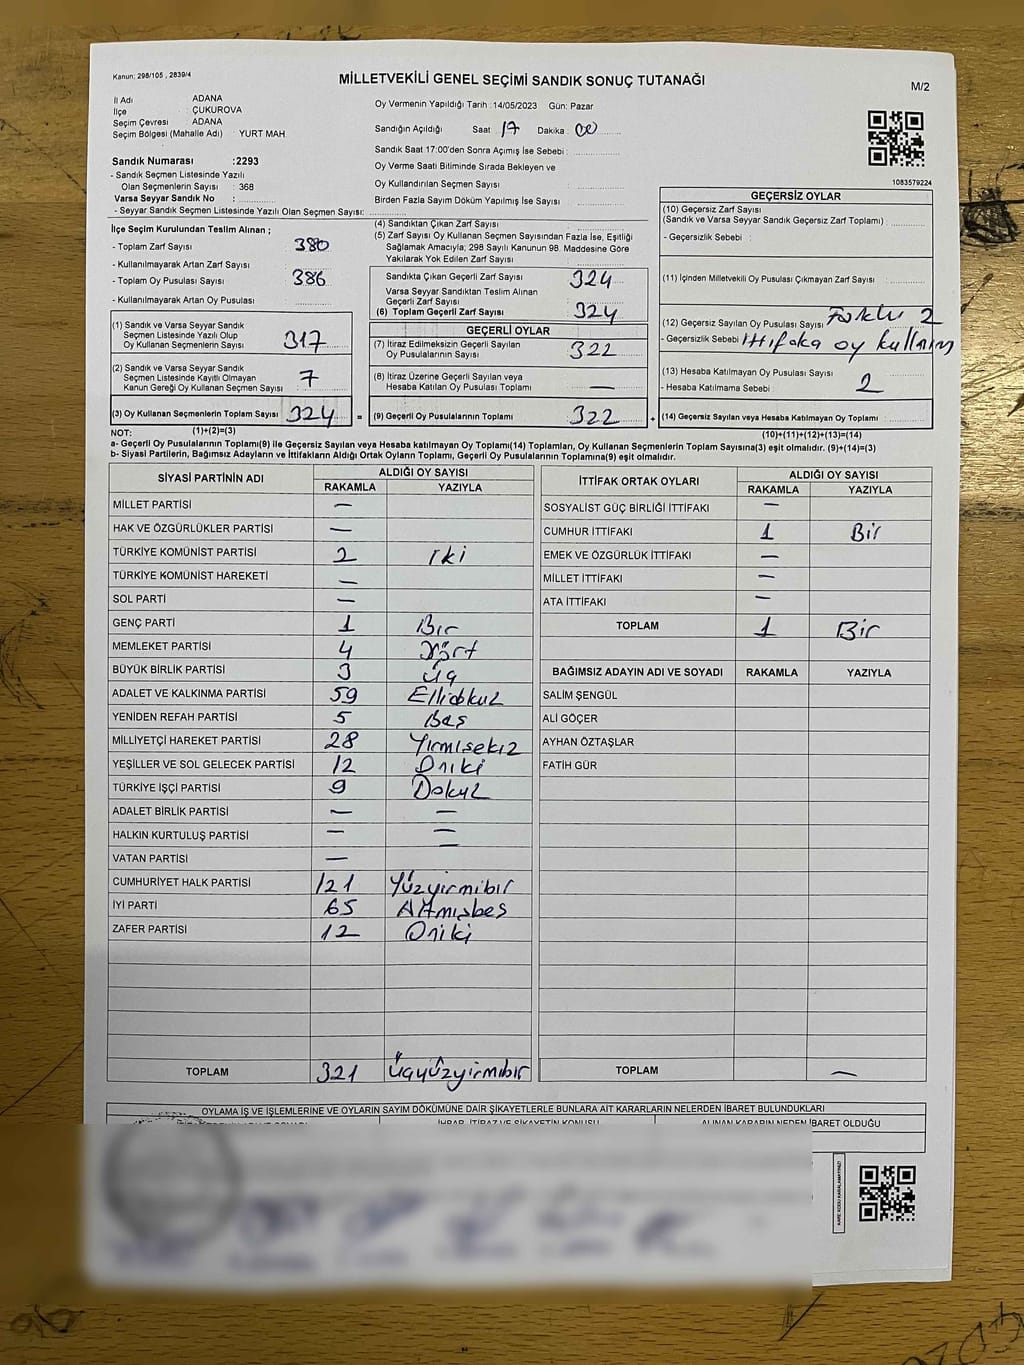 Kanun: 298/105 , 2839/4
MİLLETVEKİLİ GENEL SEÇİMİ SANDIK SONUÇ TUTANAĞI
M/2
İl Adı ADANA
İlçe : ÇUKUROVA
Seçim Çevresi : ADANA
Seçim Bölgesi (Mahalle Adı) : YURT MAH.
Sandık Numarası :2293
- Sandık Seçmen Listesinde Yazılı
Olan Seçmenlerin Sayısı : 368
Varsa Seyyar Sandık No :
- Seyyar Sandık Seçmen Listesinde Yazılı Olan Seçmen Sayısı:
Oy Vermenin Yapıldığı Tarih :14/05/2023 Gün: Pazar
Sandığın Açıldığı Saat 17 Dakika : 00
Sandık Saat 17:00'den Sonra Açımış İse Sebebi :
Oy Verme Saati Bitiminde Sırada Bekleyen ve
Oy Kullandırılan Seçmen Sayısı :
Birden Fazla Sayım Döküm Yapılmış İse Sayısı :
1083579224
İlçe Seçim Kurulundan Teslim Alınan ;
- Toplam Zarf Sayısı : 380
- Kullanılmayarak Artan Zarf Sayısı :
- Toplam Oy Pusulası Sayısı : 386
- Kullanılmayarak Artan Oy Pusulası :
(1) Sandık ve Varsa Seyyar Sandık
Seçmen Listesinde Yazılı Olup
Oy Kullanan Seçmenlerin Sayısı 317
(2) Sandık ve Varsa Seyyar Sandık
Seçmen Listesinde Kayıtlı Olmayan
Kanun Gereği Oy Kullanan Seçmen Sayısı 7
(3) Oy Kullanan Seçmenlerin Toplam Sayısı 324 =
(1)+(2)=(3)
(4) Sandıktan Çıkan Zarf Sayısı :
(5) Zarf Sayısı Oy Kullanan Seçmen Sayısından Fazla İse, Eşitliği
Sağlamak Amacıyla; 298 Sayılı Kanunun 98. Maddesine Göre
Yakılarak Yok Edilen Zarf Sayısı :
Sandıkta Çıkan Geçerli Zarf Sayısı 324
Varsa Seyyar Sandıktan Teslim Alınan
Geçerli Zarf Sayısı
(6) Toplam Geçerli Zarf Sayısı : 324
GEÇERLİ OYLAR
(7) İtiraz Edilmeksizin Geçerli Sayılan
Oy Pusulalarının Sayısı : 322
(8) İtiraz Üzerine Geçerli Sayılan veya
Hesaba Katılan Oy Pusulası Toplamı : —
(9) Geçerli Oy Pusulalarının Toplamı 322 +
GEÇERSİZ OYLAR
(10) Geçersiz Zarf Sayısı
(Sandık ve Varsa Seyyar Sandık Geçersiz Zarf Toplamı) :
- Geçersizlik Sebebi :
(11) İçinden Milletvekili Oy Pusulası Çıkmayan Zarf Sayısı :
(12) Geçersiz Sayılan Oy Pusulası Sayısı : Farklı 2
- Geçersizlik Sebebi İttifaka oy kullnım
(13) Hesaba Katılmayan Oy Pusulası Sayısı :
- Hesaba Katılmama Sebebi : 2
(14) Geçersiz Sayılan veya Hesaba Katılmayan Oy Toplamı :
(10)+(11)+(12)+(13)=(14)
NOT:
a- Geçerli Oy Pusulalarının Toplamı(9) ile Geçersiz Sayılan veya Hesaba katılmayan Oy Toplamı(14) Toplamları, Oy Kullanan Seçmenlerin Toplam Sayısına(3) eşit olmalıdır. (9)+(14)=(3)
b- Siyasi Partilerin, Bağımsız Adayların ve İttifakların Aldığı Ortak Oyların Toplamı, Geçerli Oy Pusulalarının Toplamına(9) eşit olmalıdır.
SİYASİ PARTİNİN ADI ALDIĞI OY SAYISI
RAKAMLA YAZIYLA
MİLLET PARTİSİ —
HAK VE ÖZGÜRLÜKLER PARTİSİ —
TÜRKİYE KOMÜNİST PARTİSİ 2 iki
TÜRKİYE KOMÜNİST HAREKETİ —
SOL PARTİ —
GENÇ PARTİ 1 Bir
MEMLEKET PARTİSİ 4 Dört
BÜYÜK BİRLİK PARTİSİ 3 üç
ADALET VE KALKINMA PARTİSİ 59 Ellidokuz
YENİDEN REFAH PARTİSİ 5 Beş
MİLLİYETÇİ HAREKET PARTİSİ 28 Yirmisekiz
YEŞİLLER VE SOL GELECEK PARTİSİ 12 Oniki
TÜRKİYE İŞÇİ PARTİSİ 9 Dokuz
ADALET BİRLİK PARTİSİ — —
HALKIN KURTULUŞ PARTİSİ — —
VATAN PARTİSİ — —
CUMHURİYET HALK PARTİSİ 121 Yüzyirmibir
İYİ PARTİ 65 Altmışbeş
ZAFER PARTİSİ 12 Oniki
TOPLAM 321 Üçyüzyirmibir
İTTİFAK ORTAK OYLARI ALDIĞI OY SAYISI
RAKAMLA YAZIYLA
SOSYALİST GÜÇ BİRLİĞİ İTTİFAKI —
CUMHUR İTTİFAKI 1 Bir
EMEK VE ÖZGÜRLÜK İTTİFAKI —
MİLLET İTTİFAKI —
ATA İTTİFAKI —
TOPLAM 1 Bir
BAĞIMSIZ ADAYIN ADI VE SOYADI RAKAMLA YAZIYLA
SALİM ŞENGÜL
ALİ GÖÇER
AYHAN ÖZTAŞLAR
FATİH GÜR
TOPLAM —
OYLAMA İŞ VE İŞLEMLERİNE VE OYLARIN SAYIM DÖKÜMÜNE DAİR ŞİKAYETLERLE BUNLARA AİT KARARLARIN NELERDEN İBARET BULUNDUKLARI
İHBAR, İTİRAZ VE ŞİKAYETİN KONUSU ALINAN KARARIN NEDEN İBARET OLDUĞU
KARE KODU KARALAMAYINIZ!